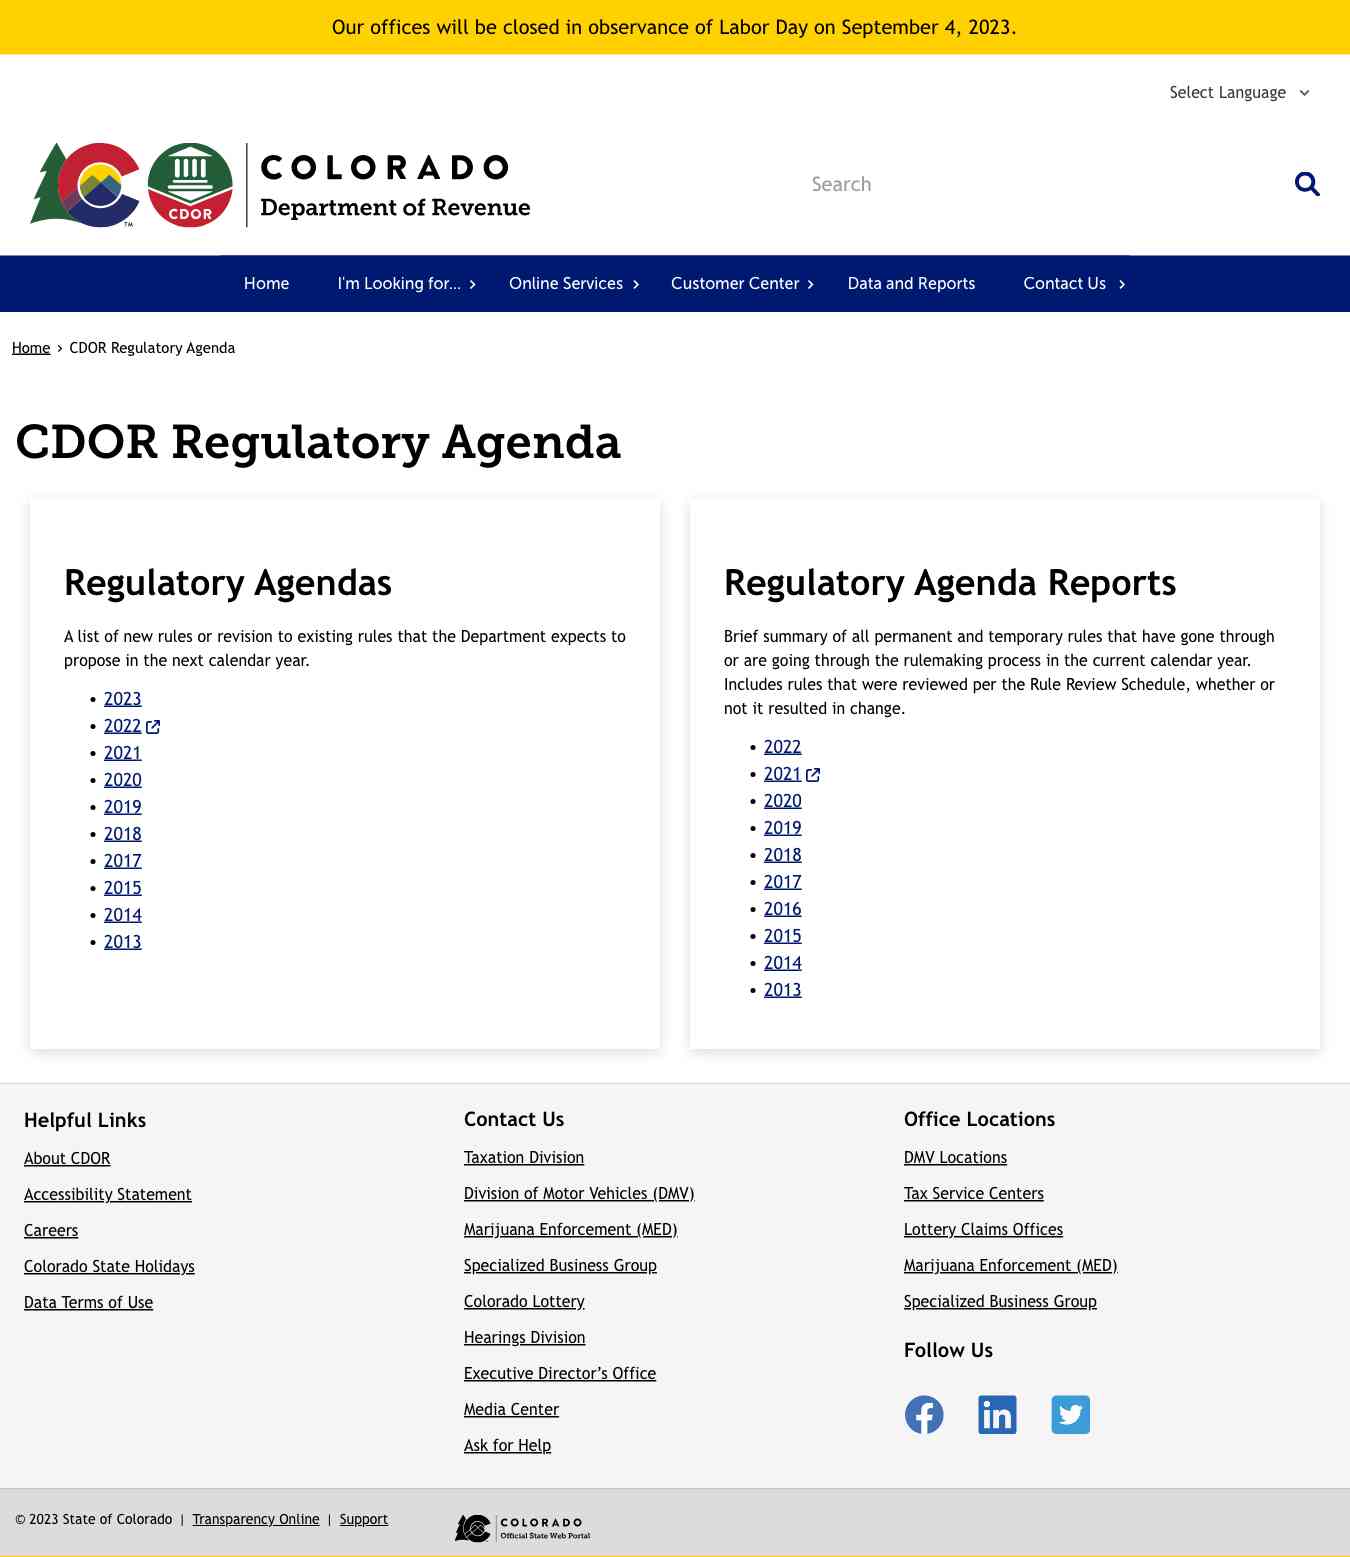 Our offices will be closed in observance of Labor Day on September 4, 2023.
Select Language
CDOR
TM
COLORADO
Department of Revenue
Search
Home I'm Looking for... Online Services Customer Center Data and Reports Contact Us
Home › CDOR Regulatory Agenda
CDOR Regulatory Agenda
Regulatory Agendas
A list of new rules or revision to existing rules that the Department expects to
propose in the next calendar year.
• 2023
• 2022
• 2021
• 2020
• 2019
• 2018
• 2017
• 2015
• 2014
• 2013
Regulatory Agenda Reports
Brief summary of all permanent and temporary rules that have gone through
or are going through the rulemaking process in the current calendar year.
Includes rules that were reviewed per the Rule Review Schedule, whether or
not it resulted in change.
• 2022
• 2021
• 2020
• 2019
• 2018
• 2017
• 2016
• 2015
• 2014
• 2013
Helpful Links
About CDOR
Accessibility Statement
Careers
Colorado State Holidays
Data Terms of Use
Contact Us
Taxation Division
Division of Motor Vehicles (DMV)
Marijuana Enforcement (MED)
Specialized Business Group
Colorado Lottery
Hearings Division
Executive Director’s Office
Media Center
Ask for Help
Office Locations
DMV Locations
Tax Service Centers
Lottery Claims Offices
Marijuana Enforcement (MED)
Specialized Business Group
Follow Us
© 2023 State of Colorado | Transparency Online | Support
COLORADO
Official State Web Portal